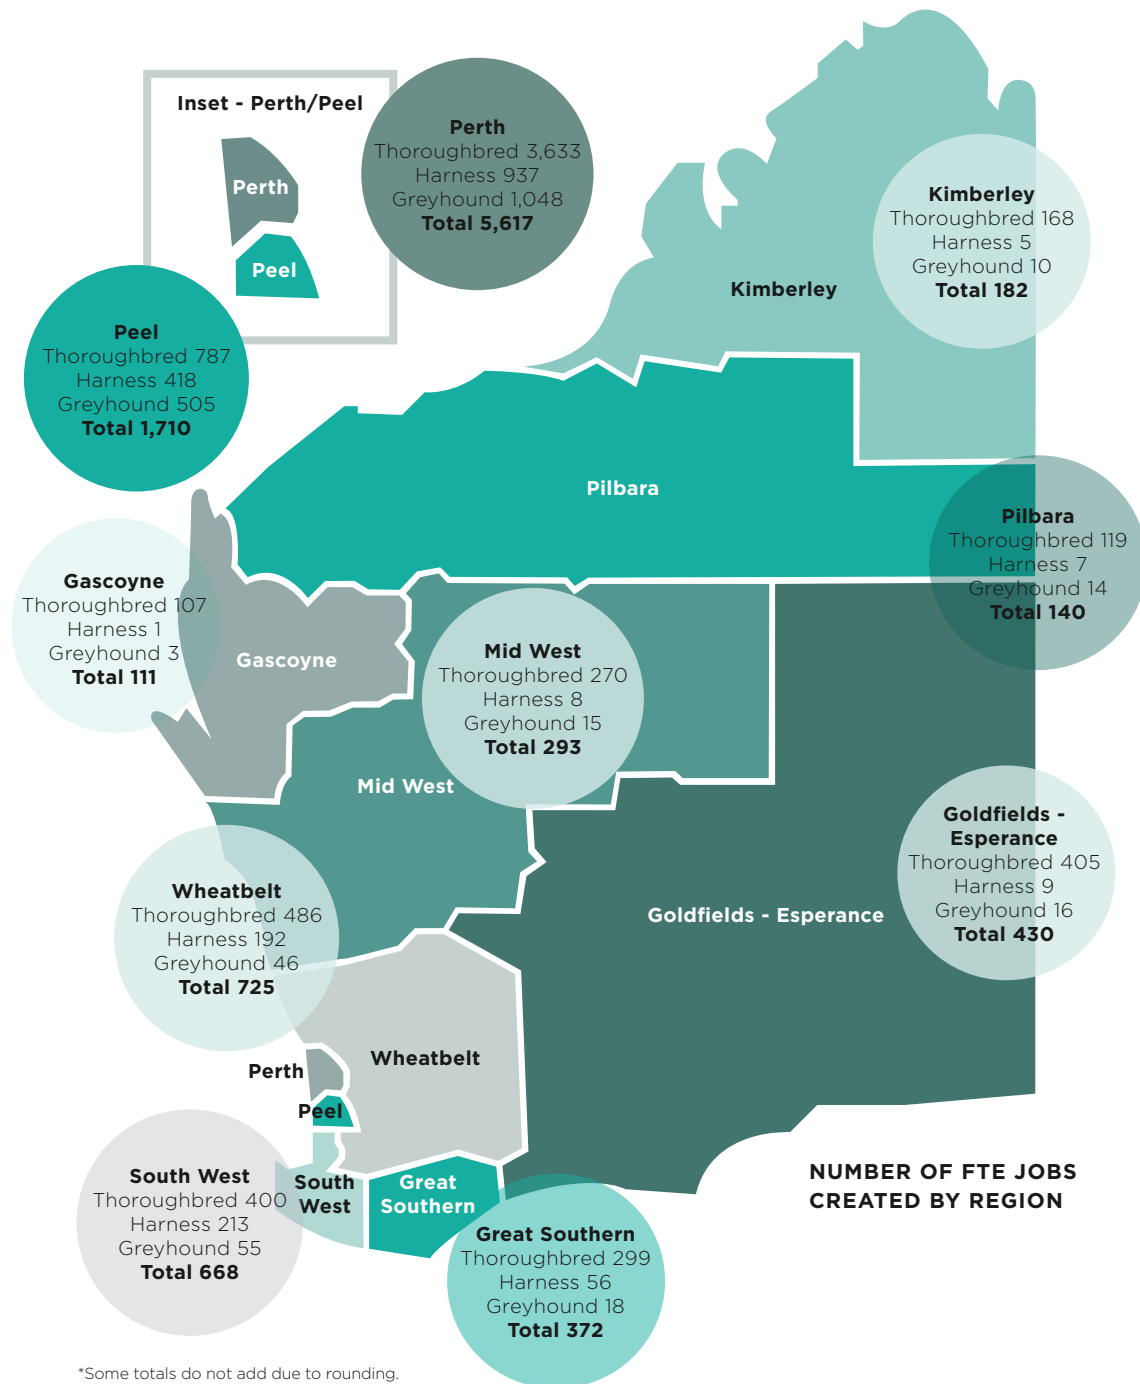 Inset - Perth/Peel
Perth
Peel
Perth
Thoroughbred 3,633
Harness 937
Greyhound 1,048
Total 5,617
Kimberley
Thoroughbred 168
Harness 5
Greyhound 10
Total 182
Kimberley
Peel
Thoroughbred 787
Harness 418
Greyhound 505
Total 1,710
Pilbara
Pilbara
Thoroughbred 119
Harness 7
Greyhound 14
Total 140
Gascoyne
Thoroughbred 107
Harness 1
Greyhound 3
Total 111
Gascoyne
Mid West
Thoroughbred 270
Harness 8
Greyhound 15
Total 293
Mid West
Goldfields -
Esperance
Thoroughbred 405
Harness 9
Greyhound 16
Total 430
Goldfields - Esperance
Wheatbelt
Thoroughbred 486
Harness 192
Greyhound 46
Total 725
Wheatbelt
Perth
Peel
South West
Thoroughbred 400
Harness 213
Greyhound 55
Total 668
South
West
Great
Southern
Great Southern
Thoroughbred 299
Harness 56
Greyhound 18
Total 372
NUMBER OF FTE JOBS
CREATED BY REGION
*Some totals do not add due to rounding.